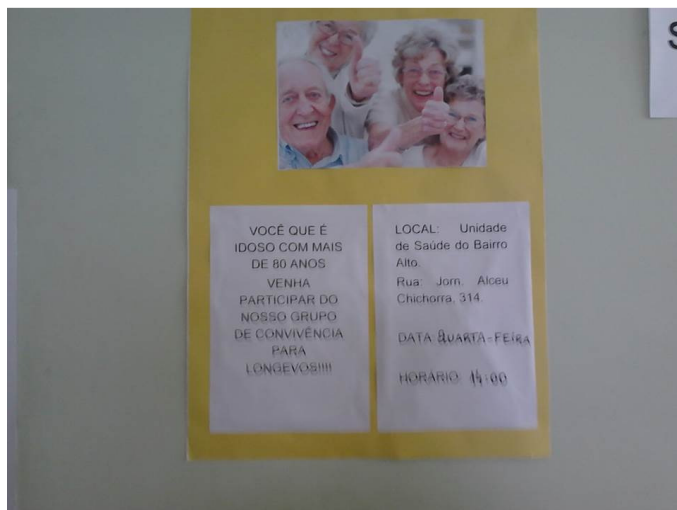 S
VOCÊ QUE É
IDOSO COM MAIS
DE 80 ANOS
VENHA
PARTICIPAR DO
NOSSO GRUPO
DE CONVIVÊNCIA
PARA
LONGEVOS!!!!
LOCAL: Unidade
de Saúde do Bairro
Alto.
Rua: Jorn. Alceu
Chichorra, 314.
DATA QUARTA-FEIRA
HORÁRIO 14:00